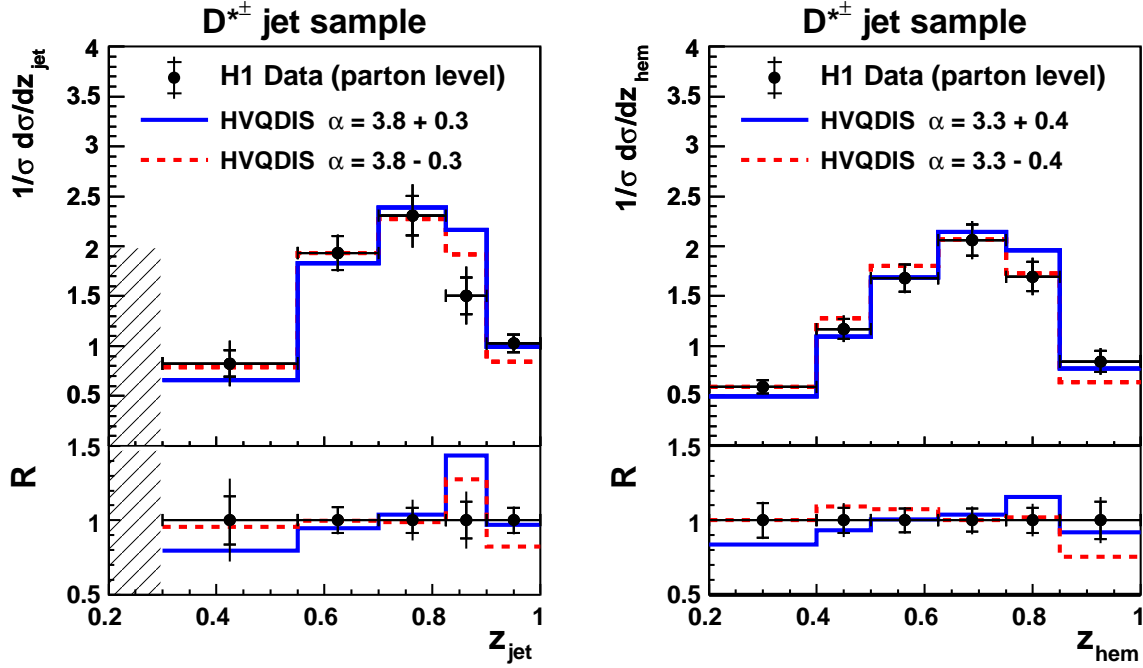 D*± jet sample
1/σ dσ/dz_jet
4
3.5
3
2.5
2
1.5
1
0.5
H1 Data (parton level)
HVQDIS α = 3.8 + 0.3
HVQDIS α = 3.8 - 0.3
R
1.5
1
0.5
0.2 0.4 0.6 0.8 1
z_jet
D*± jet sample
1/σ dσ/dz_hem
4
3.5
3
2.5
2
1.5
1
0.5
H1 Data (parton level)
HVQDIS α = 3.3 + 0.4
HVQDIS α = 3.3 - 0.4
R
1.5
1
0.5
0.2 0.4 0.6 0.8 1
z_hem